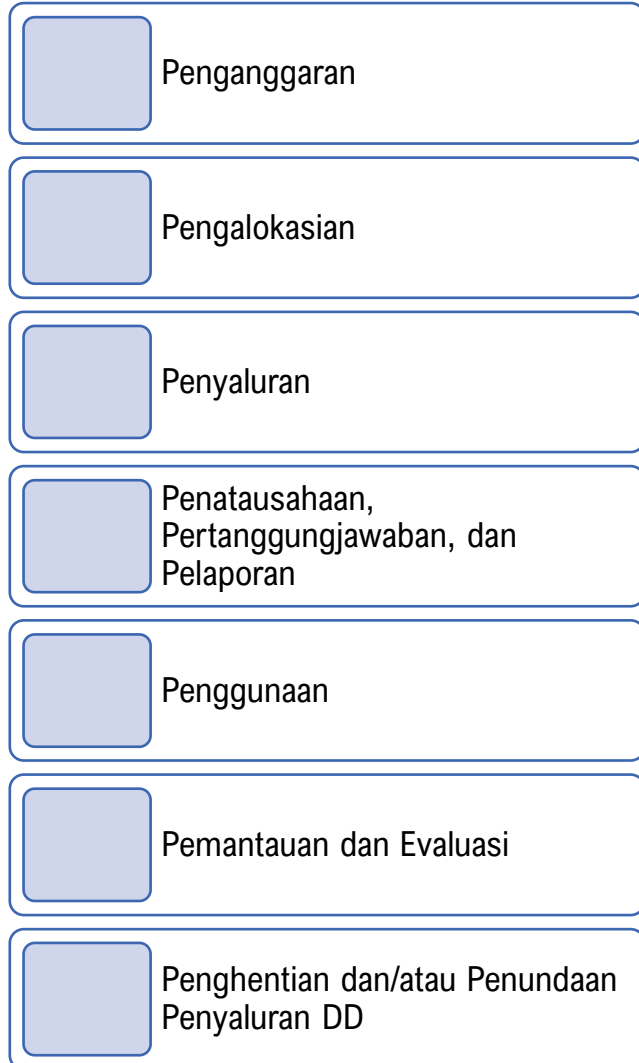 Penganggaran
Pengalokasian
Penyaluran
Penatausahaan,
Pertanggungjawaban, dan
Pelaporan
Penggunaan
Pemantauan dan Evaluasi
Penghentian dan/atau Penundaan
Penyaluran DD